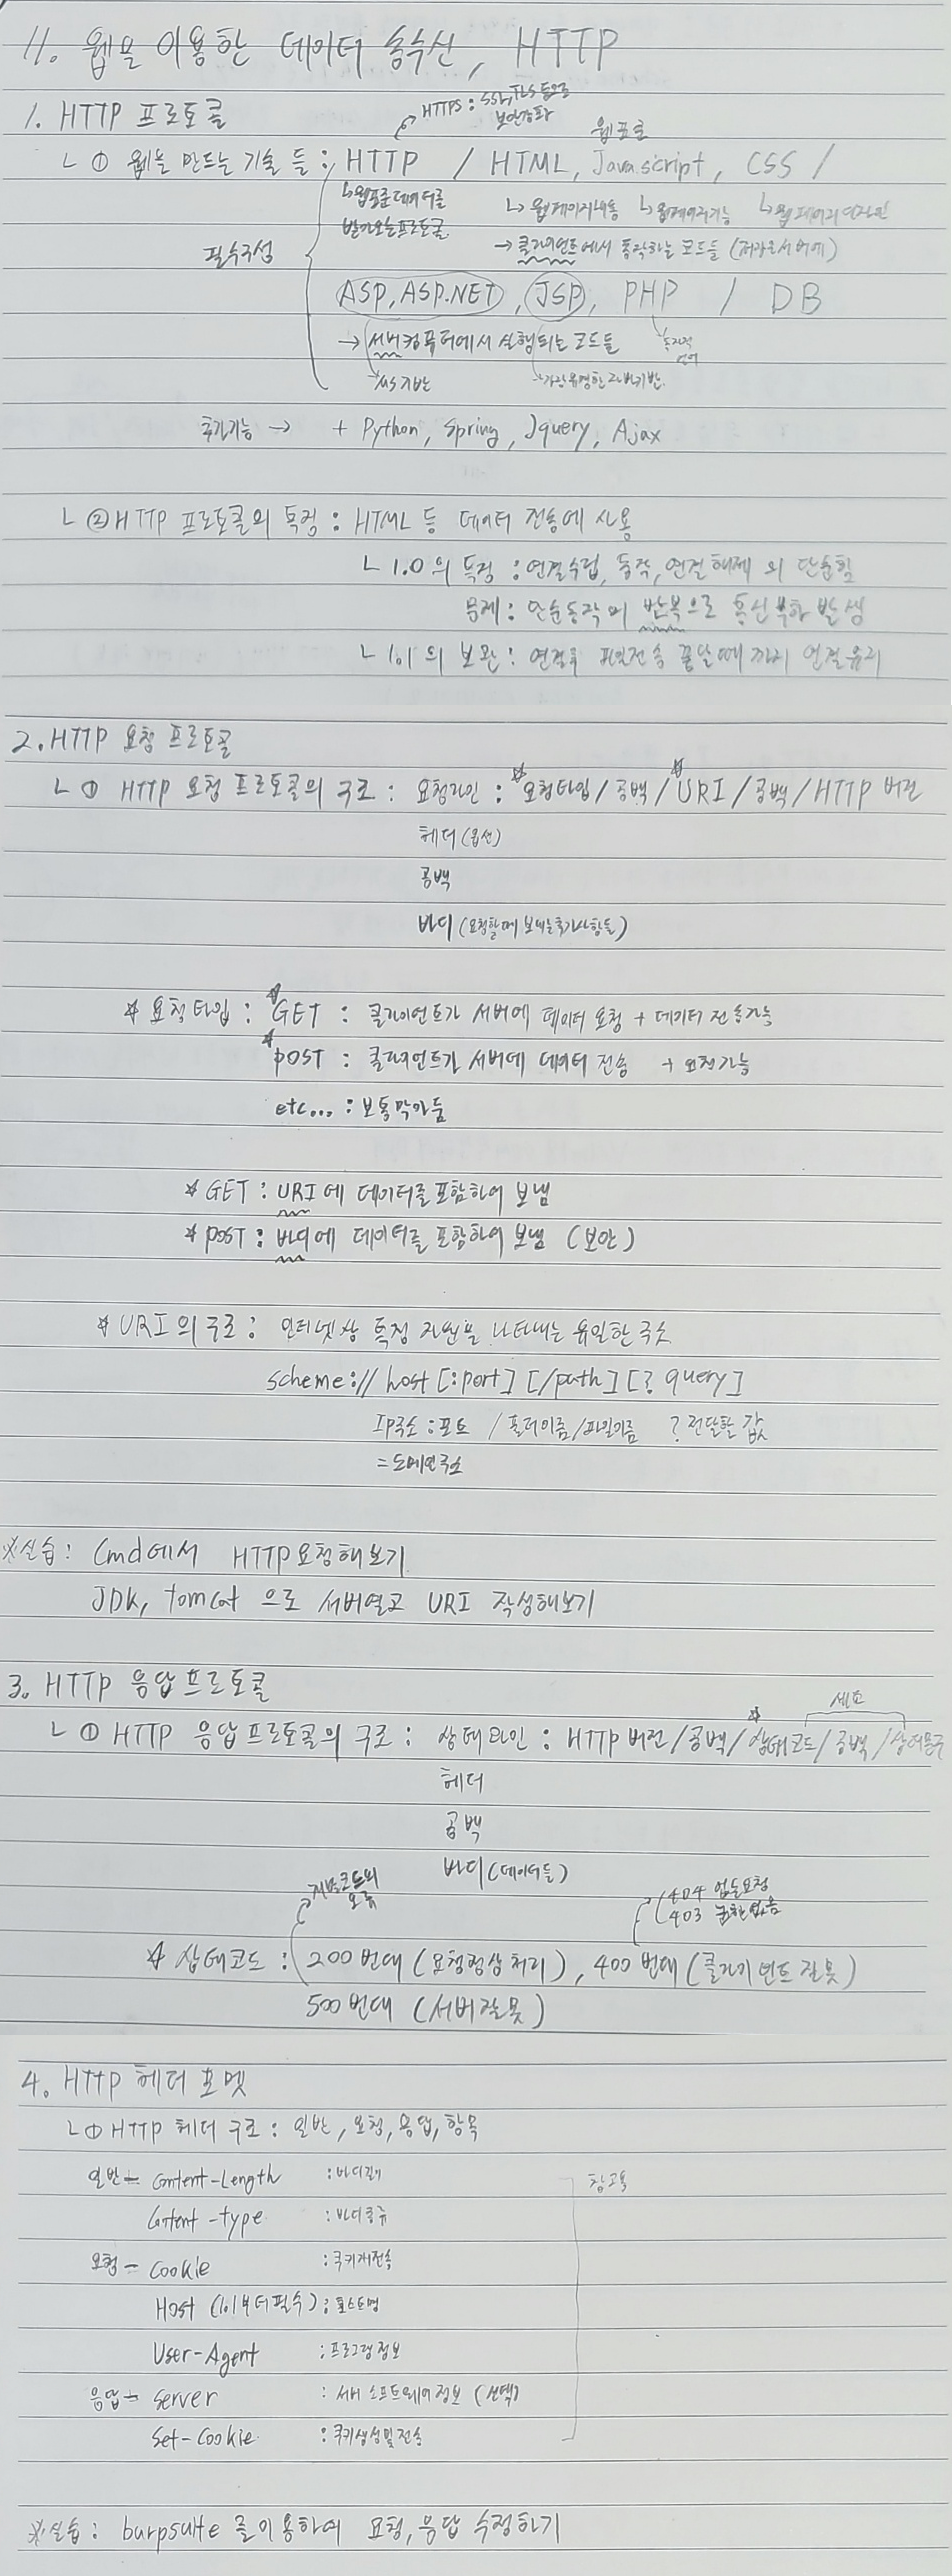 11. 웹을 이용한 데이터 송수신, HTTP
1. HTTP 프로토콜
HTTPS : SSL, TLS 등으로
보안강화
웹표준
└ ① 웹을 만드는 기술 들 : HTTP / HTML, Javascript, CSS /
↳웹표준 데이터를
받아오는프로토콜
↳ 웹페이지내용 ↳ 웹페이지기능 ↳ 웹페이지 디자인
→ 클라이언트에서 동작하는 코드들 (저장은서버에)
필수구성
ASP, ASP.NET, JSP, PHP / DB
→ 서버컴퓨터에서 실행되는 코드들
독자적
언어
MS기반
가장유명한 자바기반.
추가기능 → + Python, Spring, Jquery, Ajax
└ ② HTTP 프로토콜의 특징 : HTML 등 데이터 전송에 사용
└ 1.0의 특징 : 연결수립, 동작, 연결해제 의 단순함
문제 : 단순동작의 반복으로 통신 부하 발생
└ 1.1의 보완 : 연결후 파일전송 끝날때 까지 연결유지
2. HTTP 요청 프로토콜
└ ① HTTP 요청 프로토콜의 구조 : 요청라인 : *요청타입/공백/*URI/공백/HTTP 버전
헤더(옵션)
공백
바디 (요청할때 보내는추가사항들)
* 요청타입 : *GET : 클라이언트가 서버에 데이터 요청 + 데이터 전송가능
*POST : 클라이언트가 서버에 데이터 전송 + 요청가능
etc... : 보통막아둠
* GET : URI에 데이터를포함하여 보냄
* POST : 바디에 데이터를 포함하여 보냄 (보안)
* URI의 구조 : 인터넷상 특정 자원을 나타내는 유일한 주소
scheme:// host [:port] [/path] [? query]
IP주소 : 포트 / 폴더이름/파일이름 ? 전달할 값
= 도메인주소
※실습 : Cmd에서 HTTP요청해보기
JDK, tomcat 으로 서버열고 URI 작성해보기
3. HTTP 응답프로토콜
세트
└ ① HTTP 응답프로토콜의 구조 : 상태라인 : HTTP 버전/공백/*상태코드/공백/상태문구
헤더
공백
바디 (데이터들)
서버코드의
오류
404 없는요청
403 권한없음
* 상태코드 : 200 번대 (요청정상처리), 400 번대 (클라이언트 잘못)
500 번대 (서버잘못)
4. HTTP 헤더 포멧
└ ① HTTP 헤더 구조 : 일반, 요청, 응답, 항목
일반 - Content-Length : 바디길이
참고용
Content -type : 바디종류
요청 - Cookie : 쿠키재전송
Host (1.1부터필수) : 호스트명
User-Agent : 프로그램정보
응답 - Server : 서버 소프트웨어 정보 (선택)
Set-Cookie : 쿠키생성및전송
※실습 : burpsuite 를이용하여 요청, 응답 수정하기